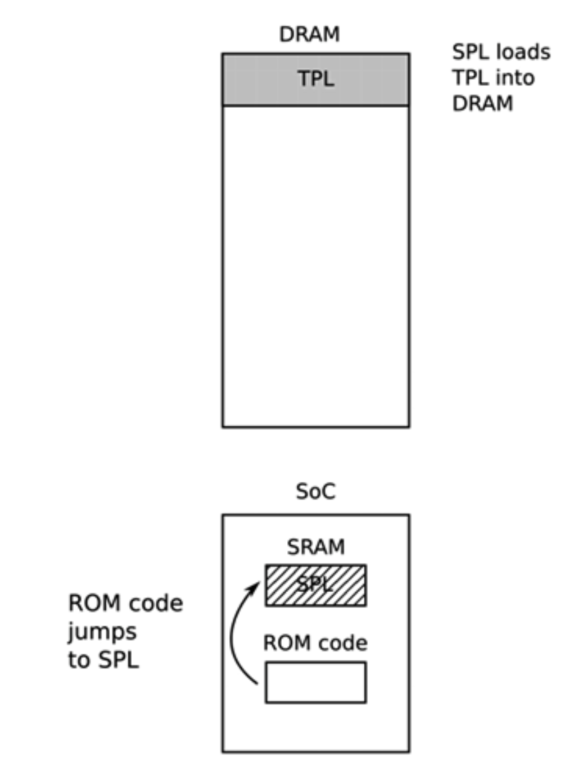 DRAM
TPL
SPL loads
TPL into
DRAM
SoC
SRAM
SPL
ROM code
jumps
to SPL
ROM code